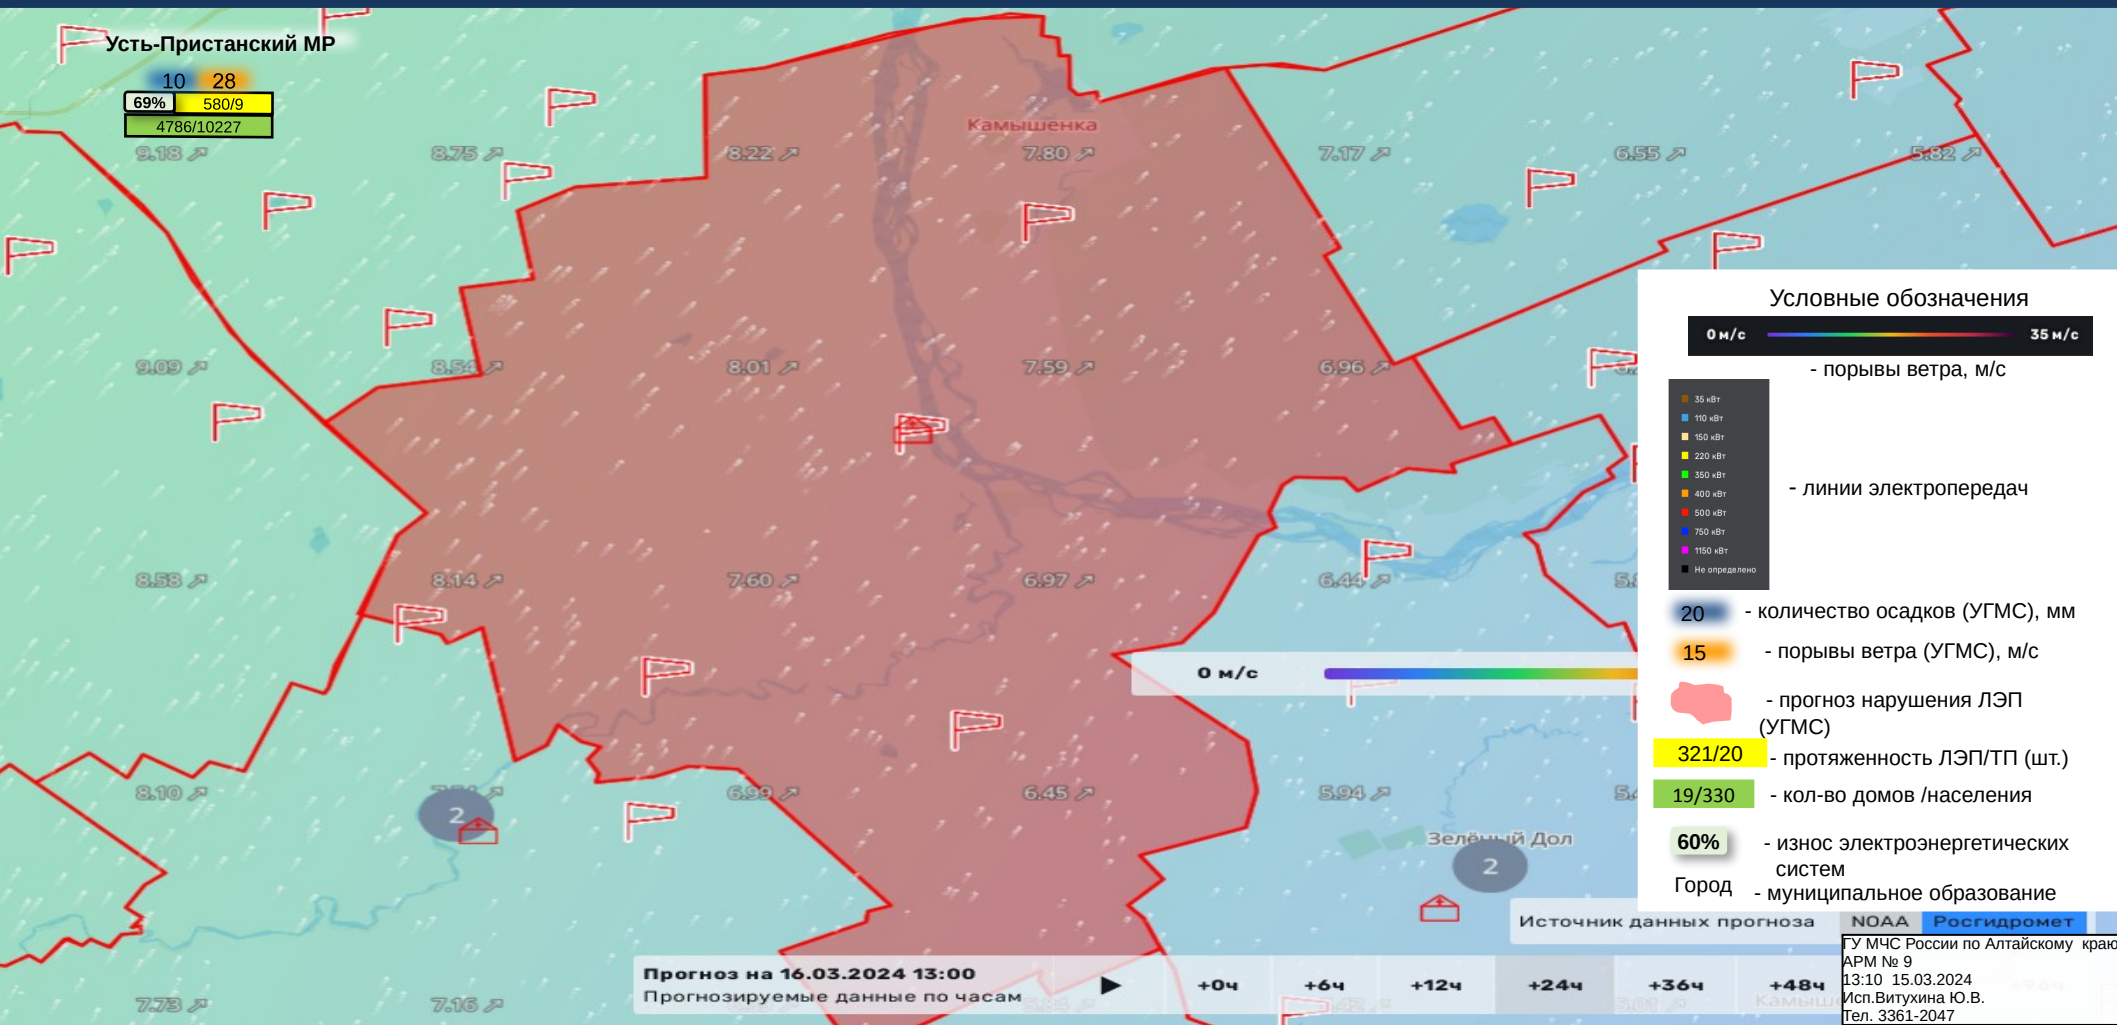 Усть-Пристанский МР
10 28
69% 580/9
4786/10227
Камышенка
9.18 8.75 8.22 7.80 7.17 6.55 5.82
9.09 8.54 8.01 7.59 6.96
8.58 8.14 7.60 6.97 6.44
8.10 6.99 6.45 5.94
7.73 7.16
2
Зелёный Дол
2
0 м/с
Условные обозначения
0 м/с 35 м/с
- порывы ветра, м/с
35 кВт
110 кВт
150 кВт
220 кВт
350 кВт
400 кВт
500 кВт
750 кВт
1150 кВт
Не определено
- линии электропередач
20 - количество осадков (УГМС), мм
15 - порывы ветра (УГМС), м/с
- прогноз нарушения ЛЭП
(УГМС)
321/20 - протяженность ЛЭП/ТП (шт.)
19/330 - кол-во домов /населения
60% - износ электроэнергетических
систем
Город - муниципальное образование
Источник данных прогноза NOAA Росгидромет
Прогноз на 16.03.2024 13:00
Прогнозируемые данные по часам
+0ч +6ч +12ч +24ч +36ч +48ч
ГУ МЧС России по Алтайскому краю
АРМ № 9
13:10 15.03.2024
Исп.Витухина Ю.В.
Тел. 3361-2047